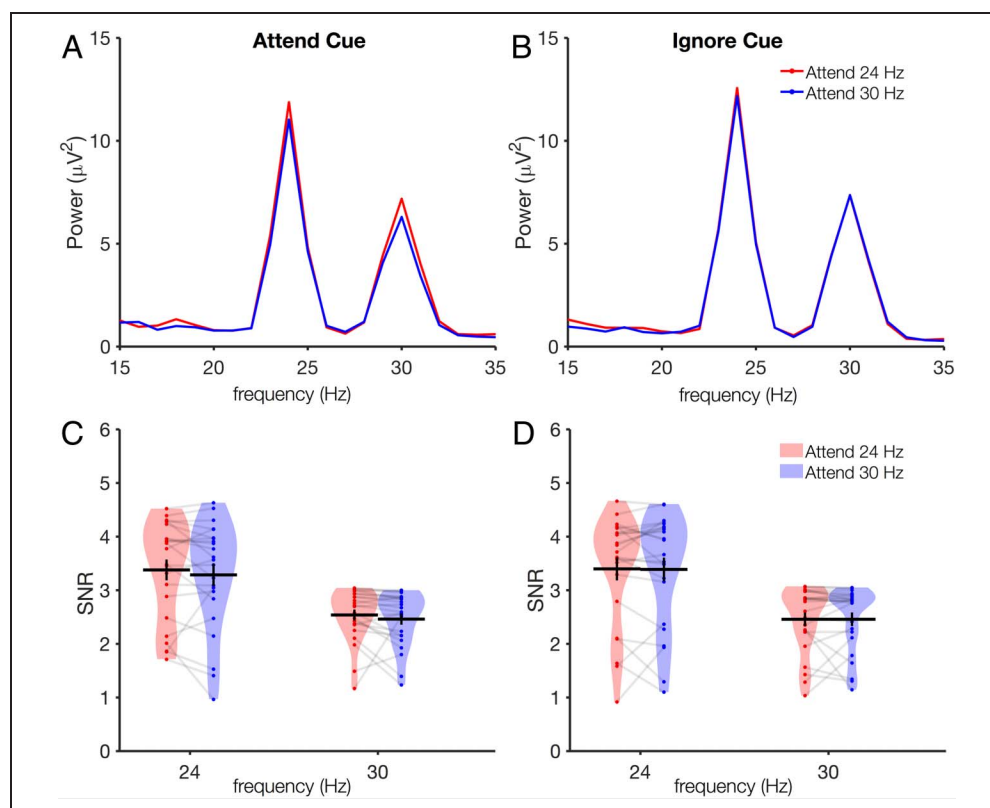 A
Attend Cue
15
10
5
0
Power (μV²)
15 20 25 30 35
frequency (Hz)
B
Ignore Cue
Attend 24 Hz
Attend 30 Hz
15
10
5
0
Power (μV²)
15 20 25 30 35
frequency (Hz)
C
6
5
4
3
2
1
0
SNR
24 30
frequency (Hz)
D
Attend 24 Hz
Attend 30 Hz
6
5
4
3
2
1
0
SNR
24 30
frequency (Hz)